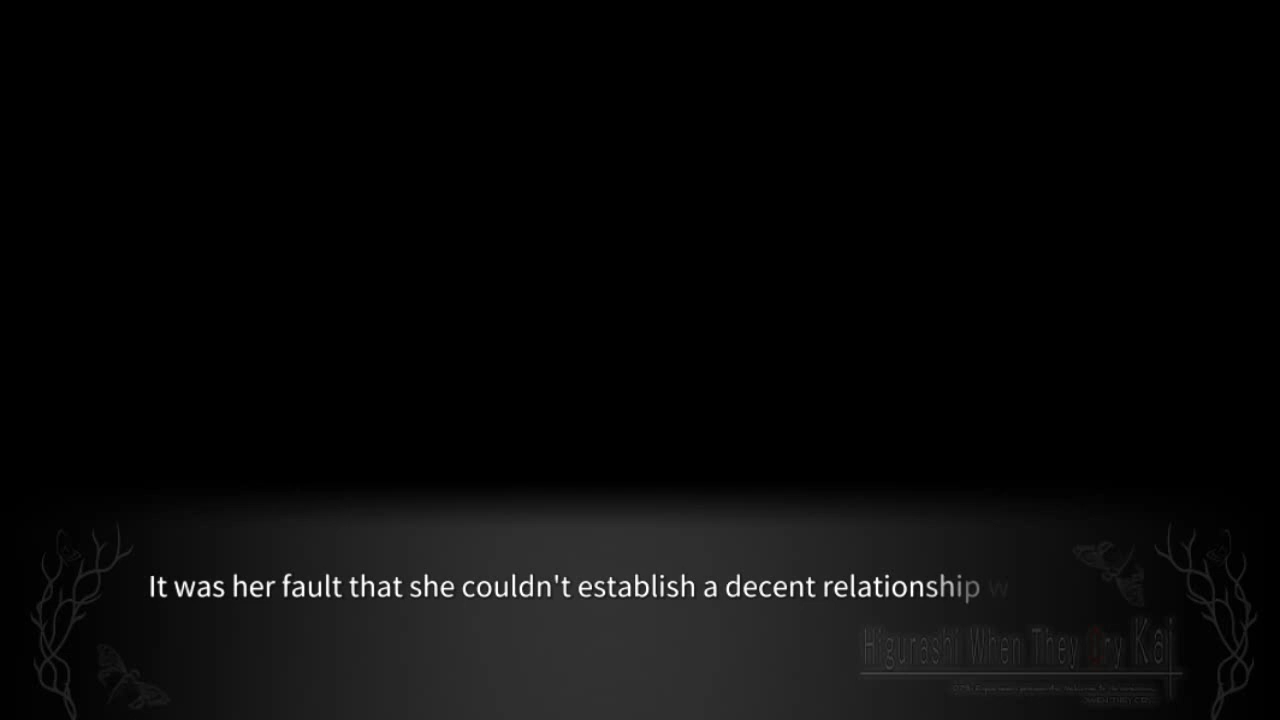 It was her fault that she couldn't establish a decent relationship w
Higurashi When They Cry Kai